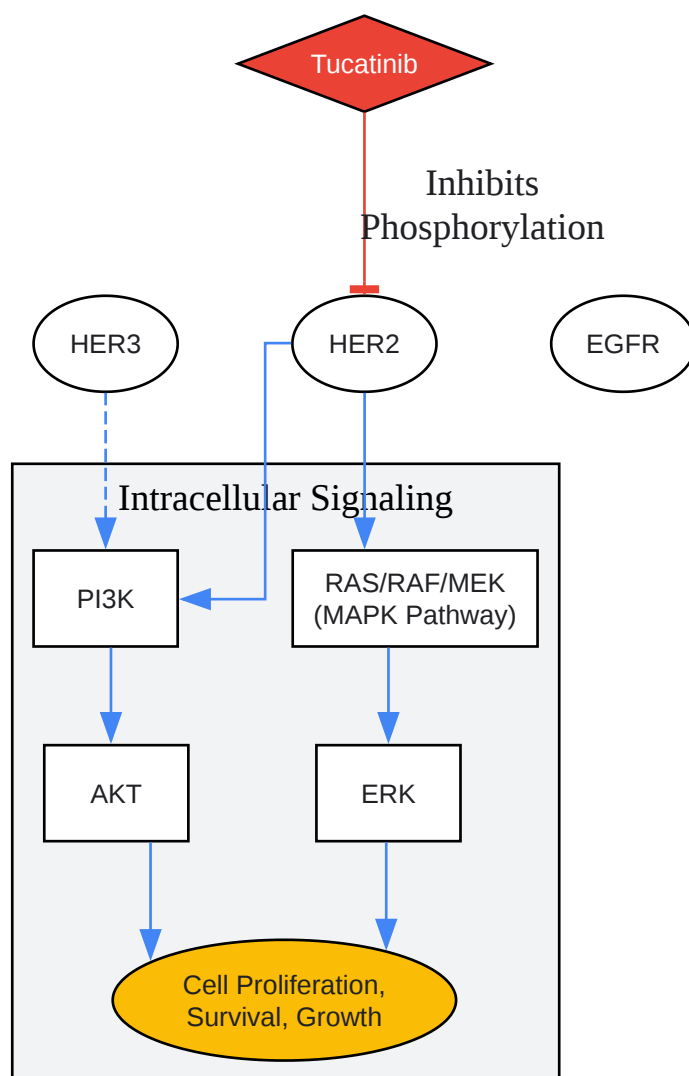 Tucatinib
Inhibits
Phosphorylation
HER3
HER2
EGFR
Intracellular Signaling
PI3K
RAS/RAF/MEK
(MAPK Pathway)
AKT
ERK
Cell Proliferation,
Survival, Growth